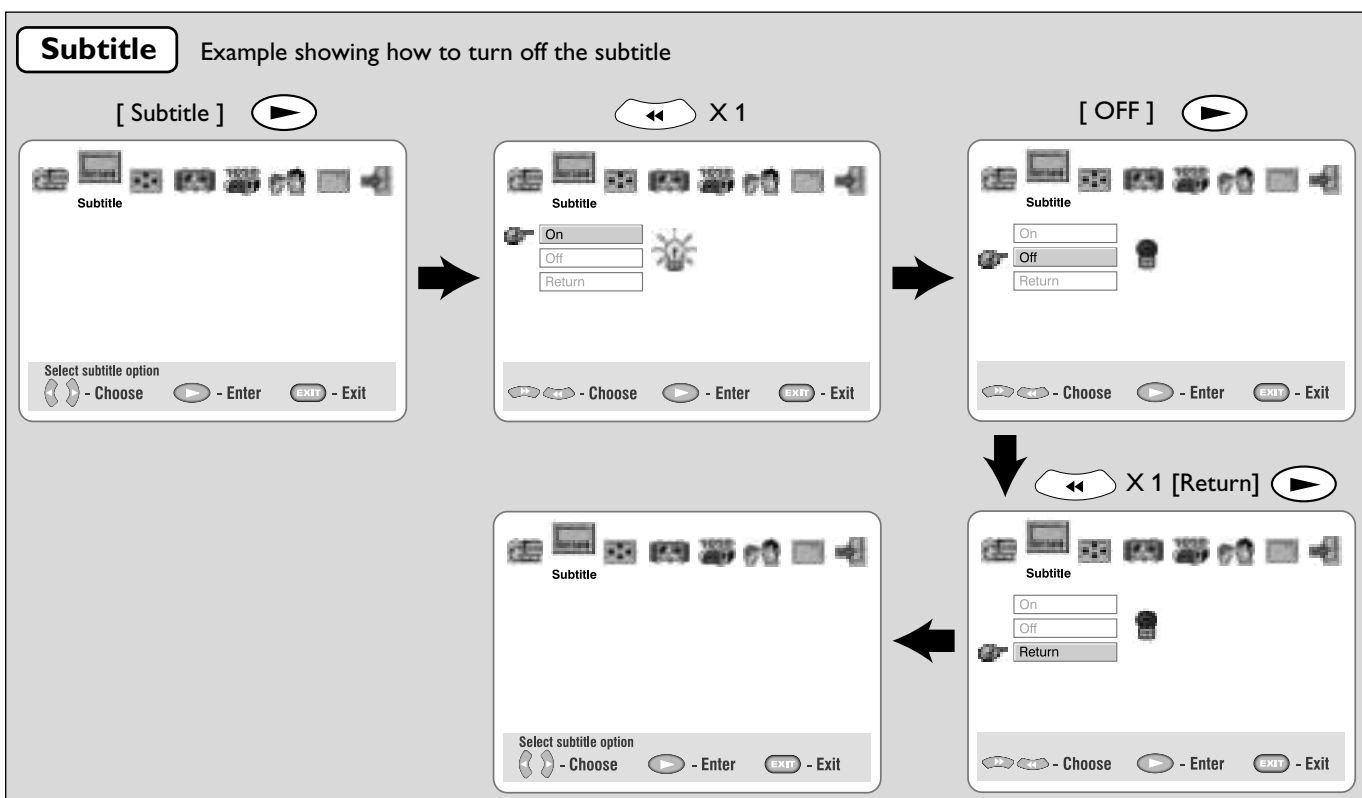 Subtitle Example showing how to turn off the subtitle
[ Subtitle ]
Subtitle
Select subtitle option
- Choose - Enter EXIT - Exit
X 1
Subtitle
On
Off
Return
- Choose - Enter EXIT - Exit
[ OFF ]
Subtitle
On
Off
Return
- Choose - Enter EXIT - Exit
X 1 [Return]
Subtitle
On
Off
Return
- Choose - Enter EXIT - Exit
Subtitle
Select subtitle option
- Choose - Enter EXIT - Exit